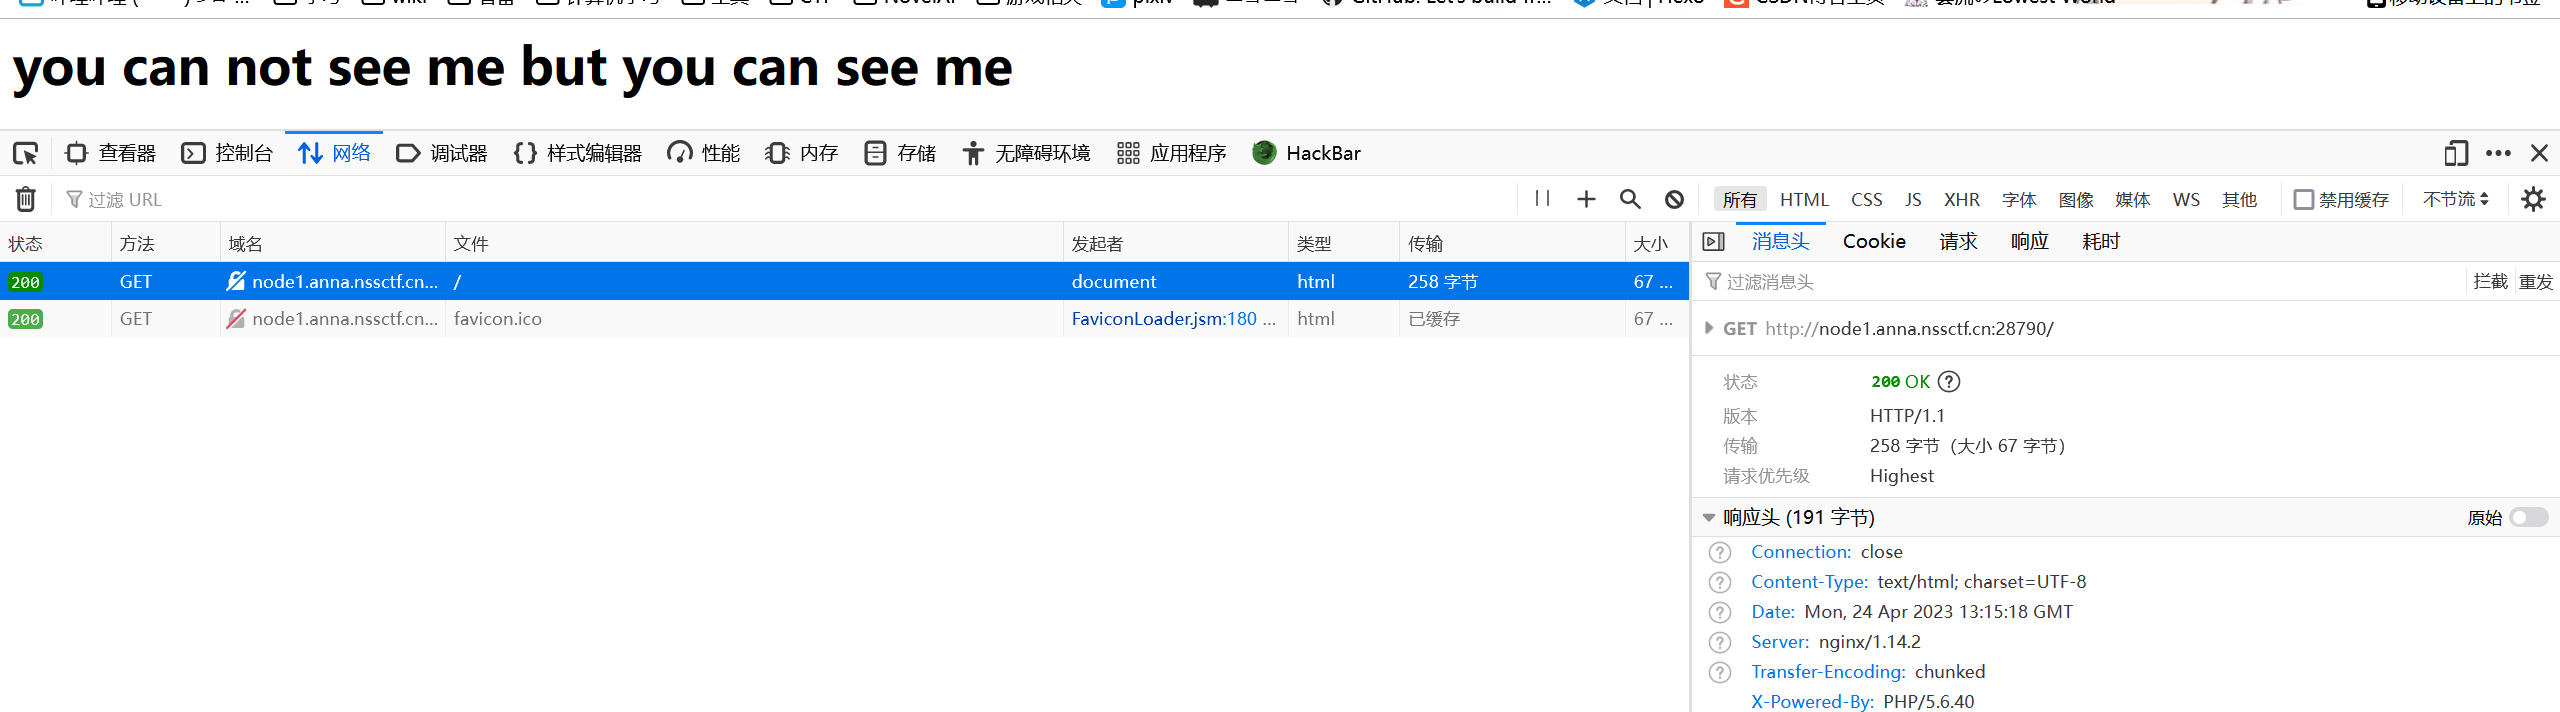 you can not see me but you can see me
查看器 控制台 网络 调试器 样式编辑器 性能 内存 存储 无障碍环境 应用程序 HackBar
过滤 URL
所有 HTML CSS JS XHR 字体 图像 媒体 WS 其他 禁用缓存 不节流
状态 方法 域名 文件 发起者 类型 传输 大小
200 GET node1.anna.nssctf.cn... / document html 258 字节 67 ...
200 GET node1.anna.nssctf.cn... favicon.ico FaviconLoader.jsm:180 ... html 已缓存 67 ...
消息头 Cookie 请求 响应 耗时
过滤消息头 拦截 重发
GET http://node1.anna.nssctf.cn:28790/
状态 200 OK
版本 HTTP/1.1
传输 258 字节（大小 67 字节）
请求优先级 Highest
响应头 (191 字节) 原始
Connection: close
Content-Type: text/html; charset=UTF-8
Date: Mon, 24 Apr 2023 13:15:18 GMT
Server: nginx/1.14.2
Transfer-Encoding: chunked
X-Powered-By: PHP/5.6.40